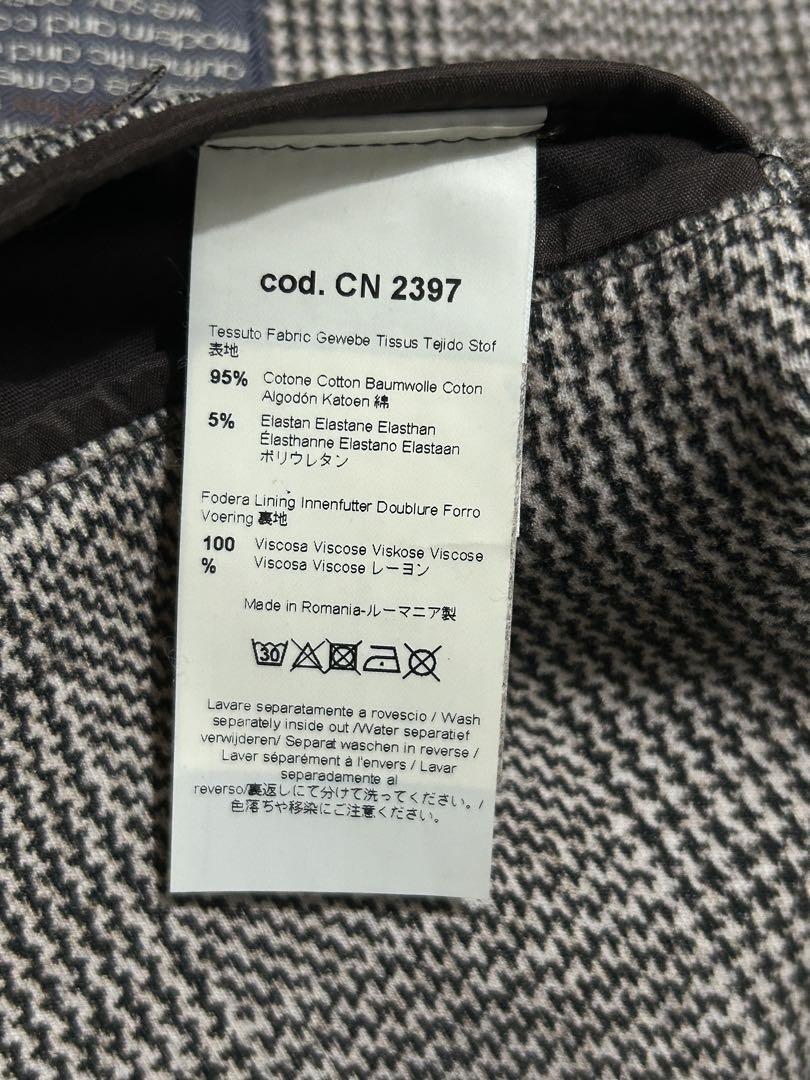 cod. CN 2397
Tessuto Fabric Gewebe Tissus Tejido Stof
表地
95% Cotone Cotton Baumwolle Coton
Algodón Katoen 綿
5% Elastan Elastane Elasthan
Élasthanne Elastano Elastaan
ポリウレタン
Fodera Lining Innenfutter Doublure Forro
Voering 裏地
100 Viscosa Viscose Viskose Viscose
% Viscosa Viscose レーヨン
Made in Romania-ルーマニア製
30
Lavare separatamente a rovescio / Wash
separately inside out /Water separatief
verwijderen/ Separat waschen in reverse /
Laver séparément à l'envers / Lavar
separadamente al
reverso/裏返しにて分けて洗ってください。/
色落ちや移染にご注意ください。